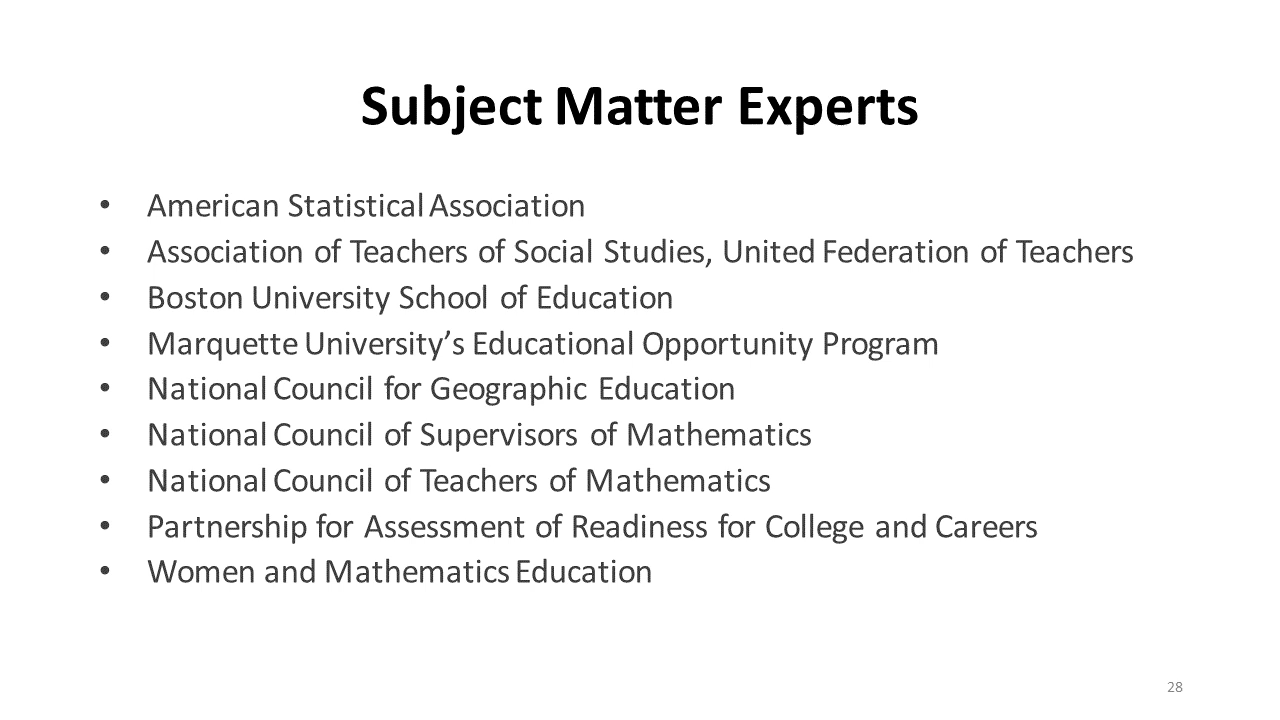 Subject Matter Experts
• American Statistical Association
• Association of Teachers of Social Studies, United Federation of Teachers
• Boston University School of Education
• Marquette University’s Educational Opportunity Program
• National Council for Geographic Education
• National Council of Supervisors of Mathematics
• National Council of Teachers of Mathematics
• Partnership for Assessment of Readiness for College and Careers
• Women and Mathematics Education
28